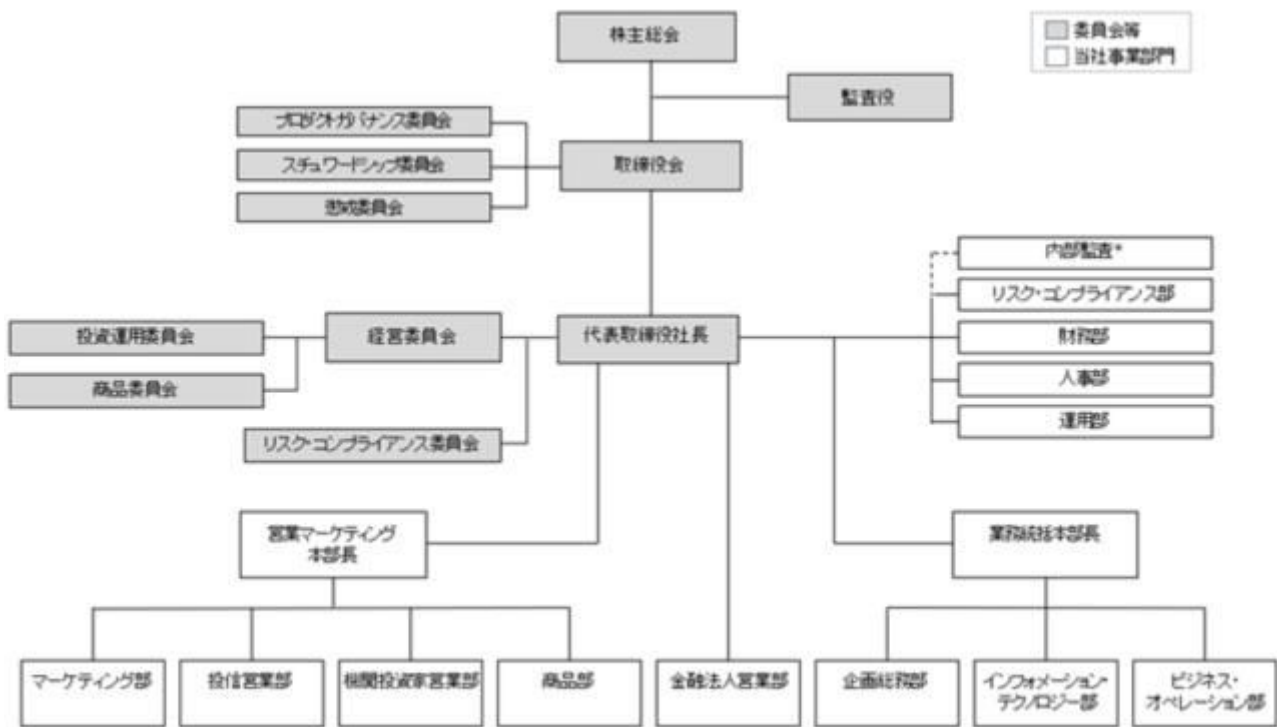 株主総会
委員会等
当社事業部門
監査役
プロダクトガバナンス委員会
スチュワードシップ委員会
懲戒委員会
取締役会
内部監査*
リスク・コンプライアンス部
財務部
人事部
運用部
投資運用委員会
商品委員会
経営委員会
代表取締役社長
リスク・コンプライアンス委員会
営業マーケティング
本部長
業務統括本部長
マーケティング部
投信営業部
機関投資家営業部
商品部
金融法人営業部
企画総務部
インフォメーション・
テクノロジー部
ビジネス・
オペレーション部